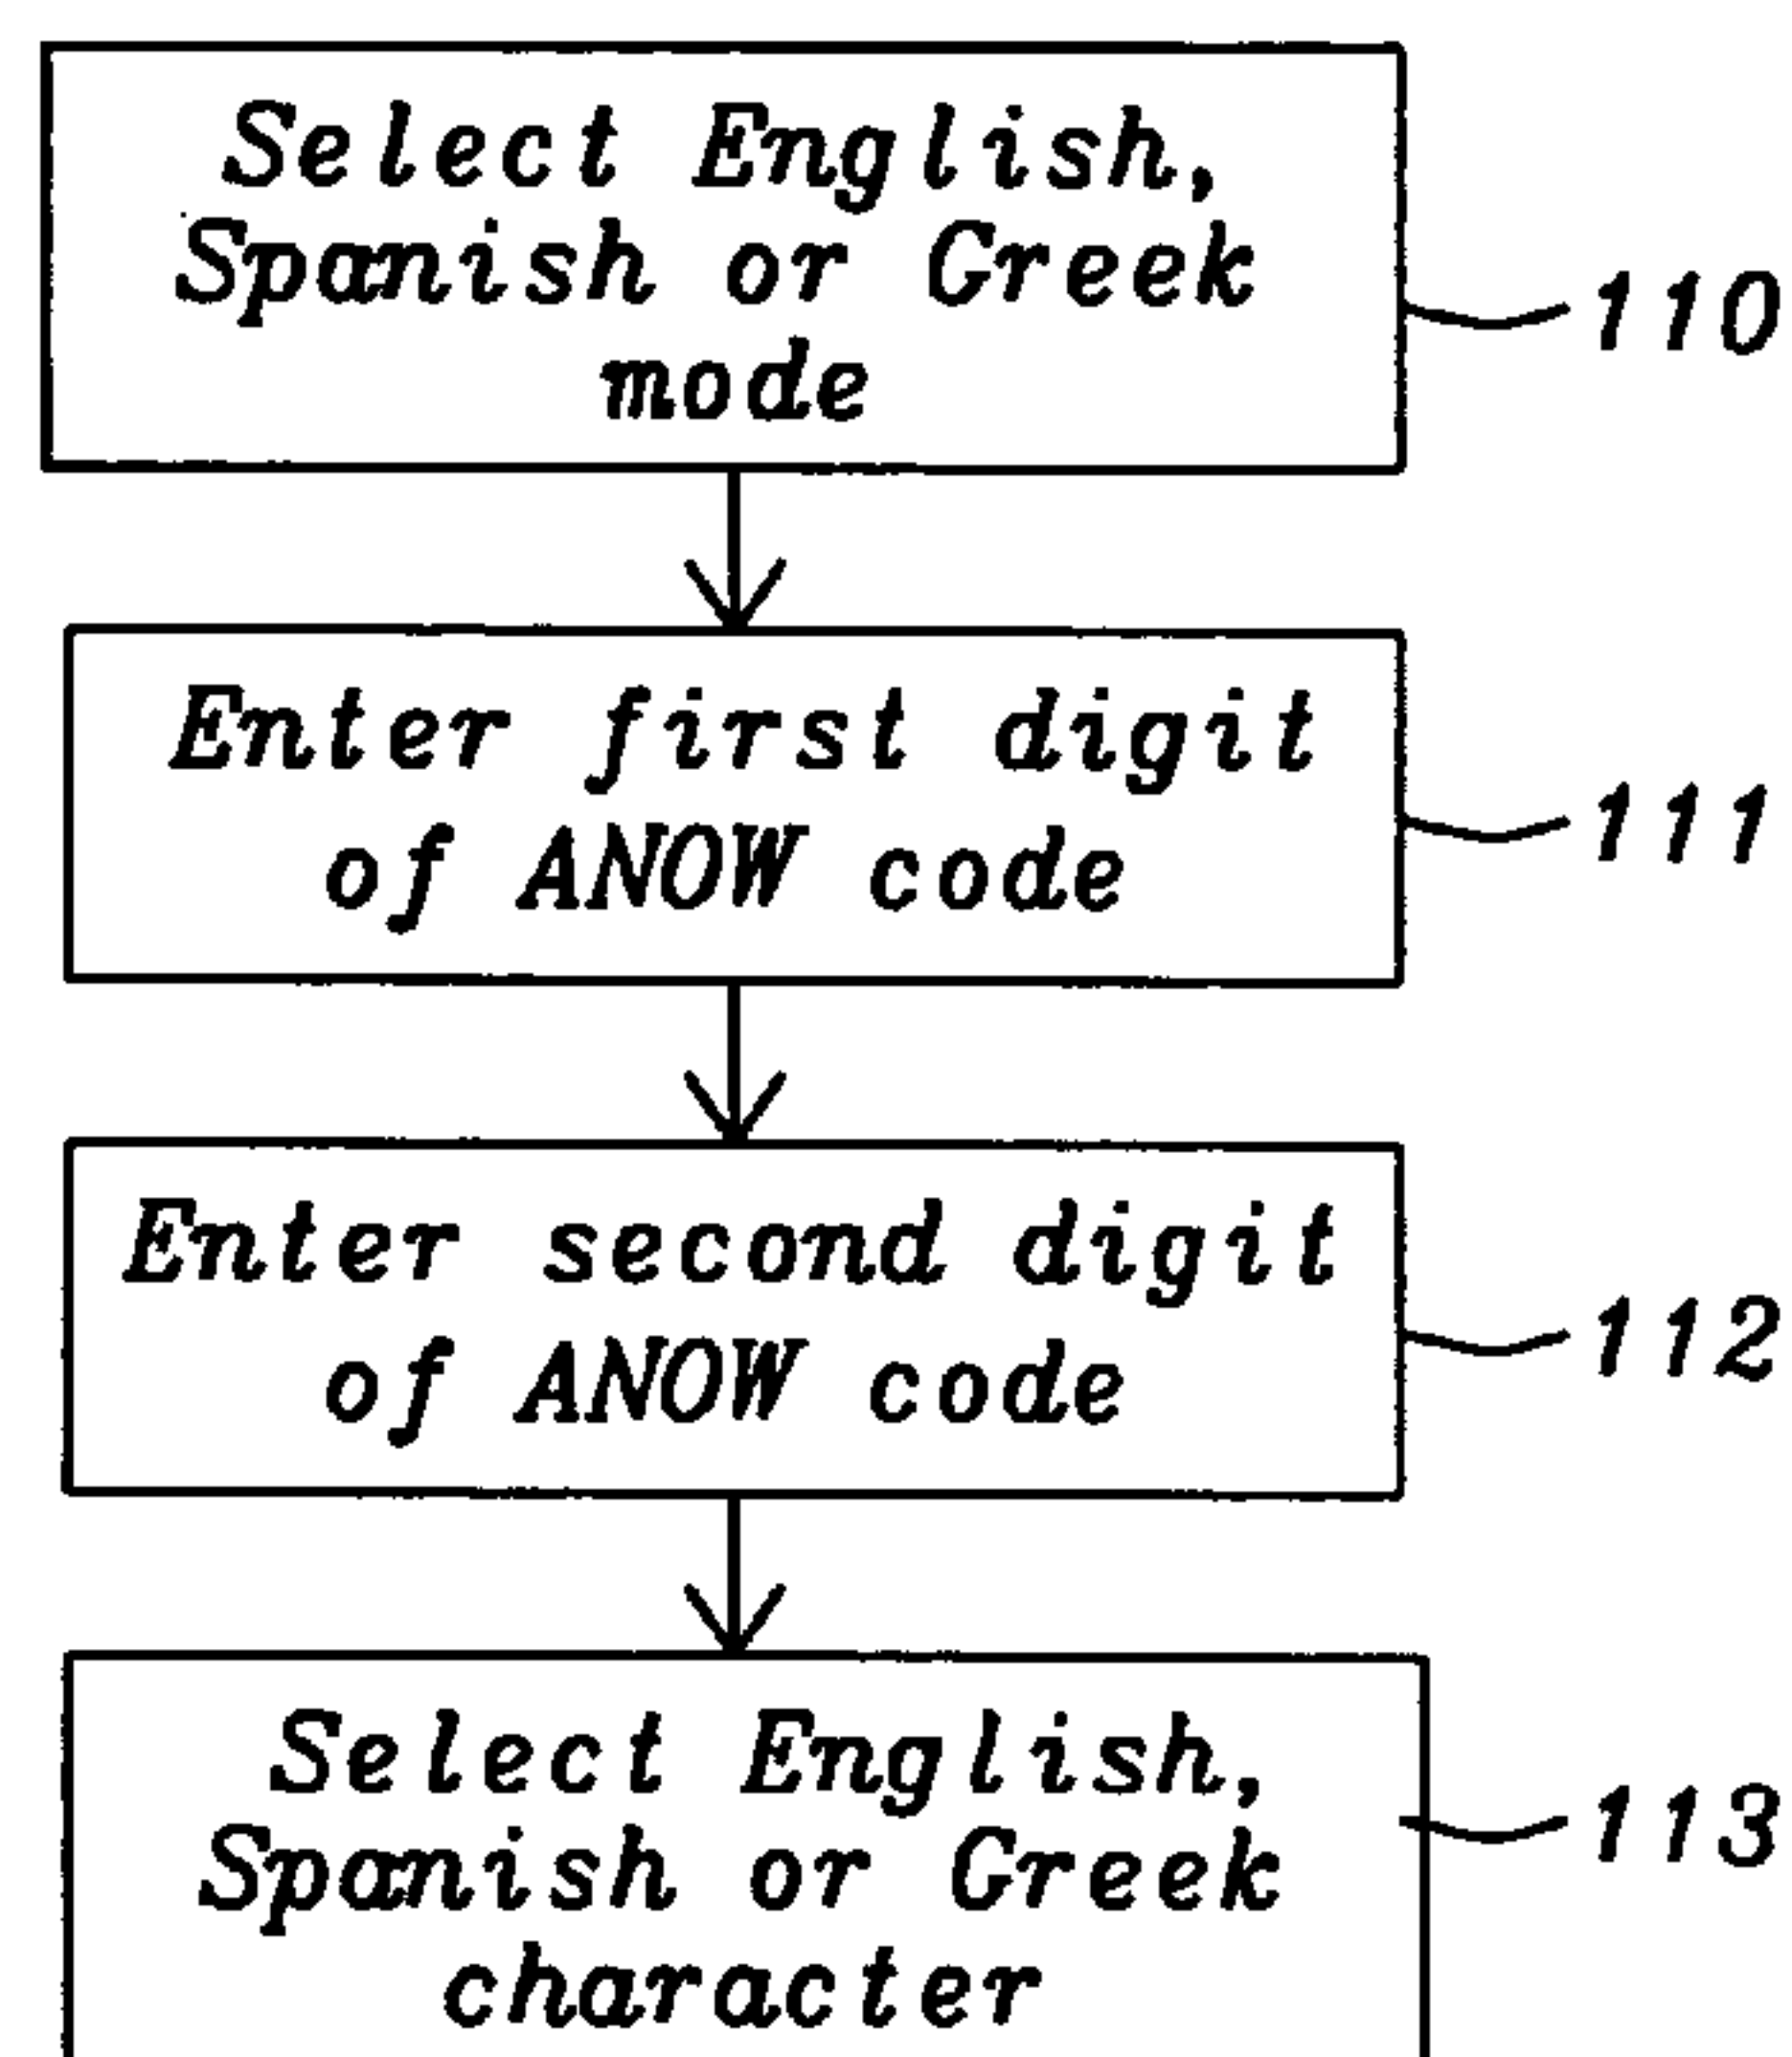 Select English,
Spanish or Greek
mode
110
Enter first digit
of ANOW code
111
Enter second digit
of ANOW code
112
Select English,
Spanish or Greek
character
113